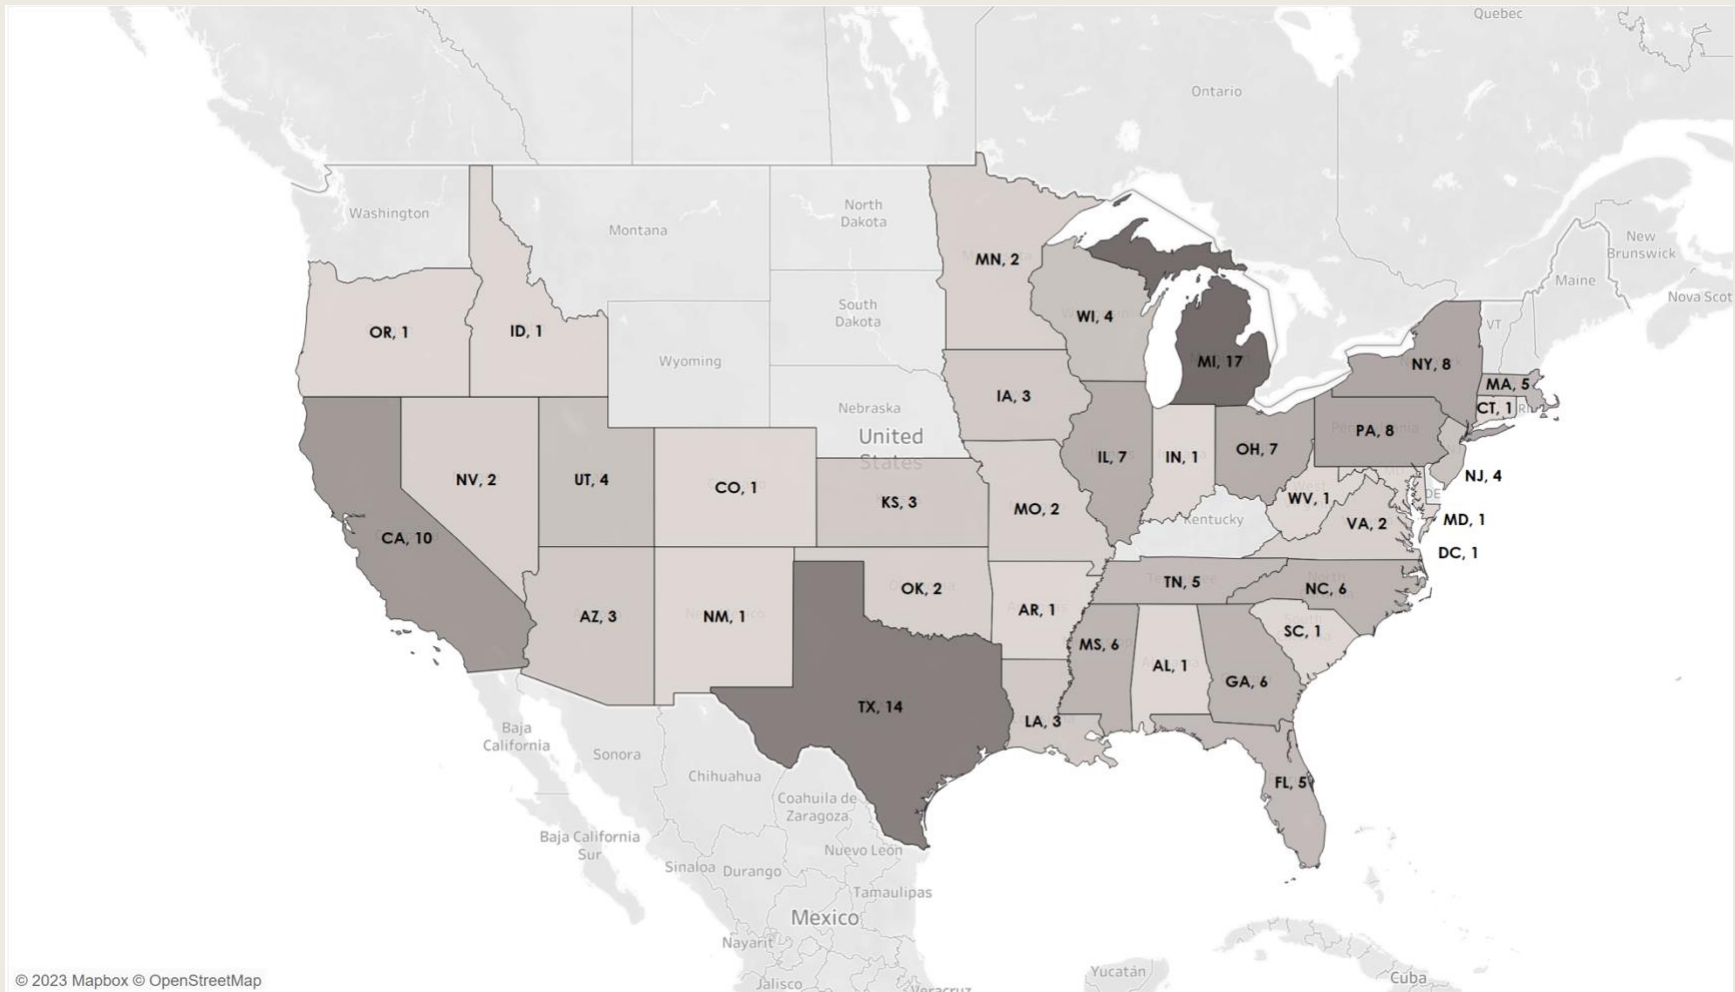 Quebec
Ontario
Washington
Montana
North
Dakota
New
Brunswick
Maine
Nova Scot
South
Dakota
VT
Wyoming
Nebraska
United
States
MN, 2
OR, 1
ID, 1
WI, 4
MI, 17
NY, 8
MA, 5
IA, 3
CT, 1
RI
PA, 8
IL, 7
IN, 1
OH, 7
NJ, 4
NV, 2
UT, 4
CO, 1
KS, 3
MO, 2
WV, 1
DE
Kentucky
VA, 2
MD, 1
CA, 10
DC, 1
TN, 5
NC, 6
AZ, 3
NM, 1
OK, 2
AR, 1
MS, 6
AL, 1
GA, 6
SC, 1
TX, 14
LA, 3
FL, 5
Baja
California
Sonora
Chihuahua
Coahuila de
Zaragoza
Baja California
Sur
Nuevo León
Sinaloa
Durango
Tamaulipas
Mexico
Nayarit
Jalisco
Veracruz
Yucatán
Cuba
© 2023 Mapbox © OpenStreetMap